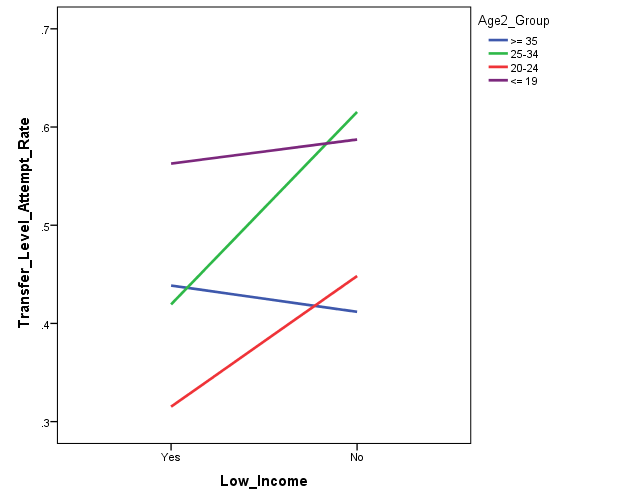 Age2_Group
>= 35
25-34
20-24
<= 19
Transfer_Level_Attempt_Rate
.7
.6
.5
.4
.3
Yes
No
Low_Income